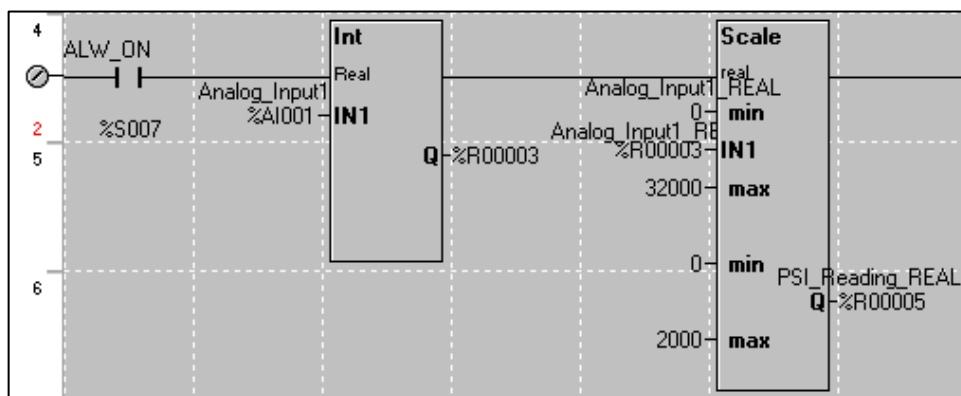 4
ALW_ON
%S007
2
5
6
Int
Real
Analog_Input1
%AI001
IN1
Q
%R00003
Scale
real
Analog_Input1_REAL
0
min
Analog_Input1_RE
%R00003
IN1
32000
max
0
min
PSI_Reading_REAL
Q
%R00005
2000
max